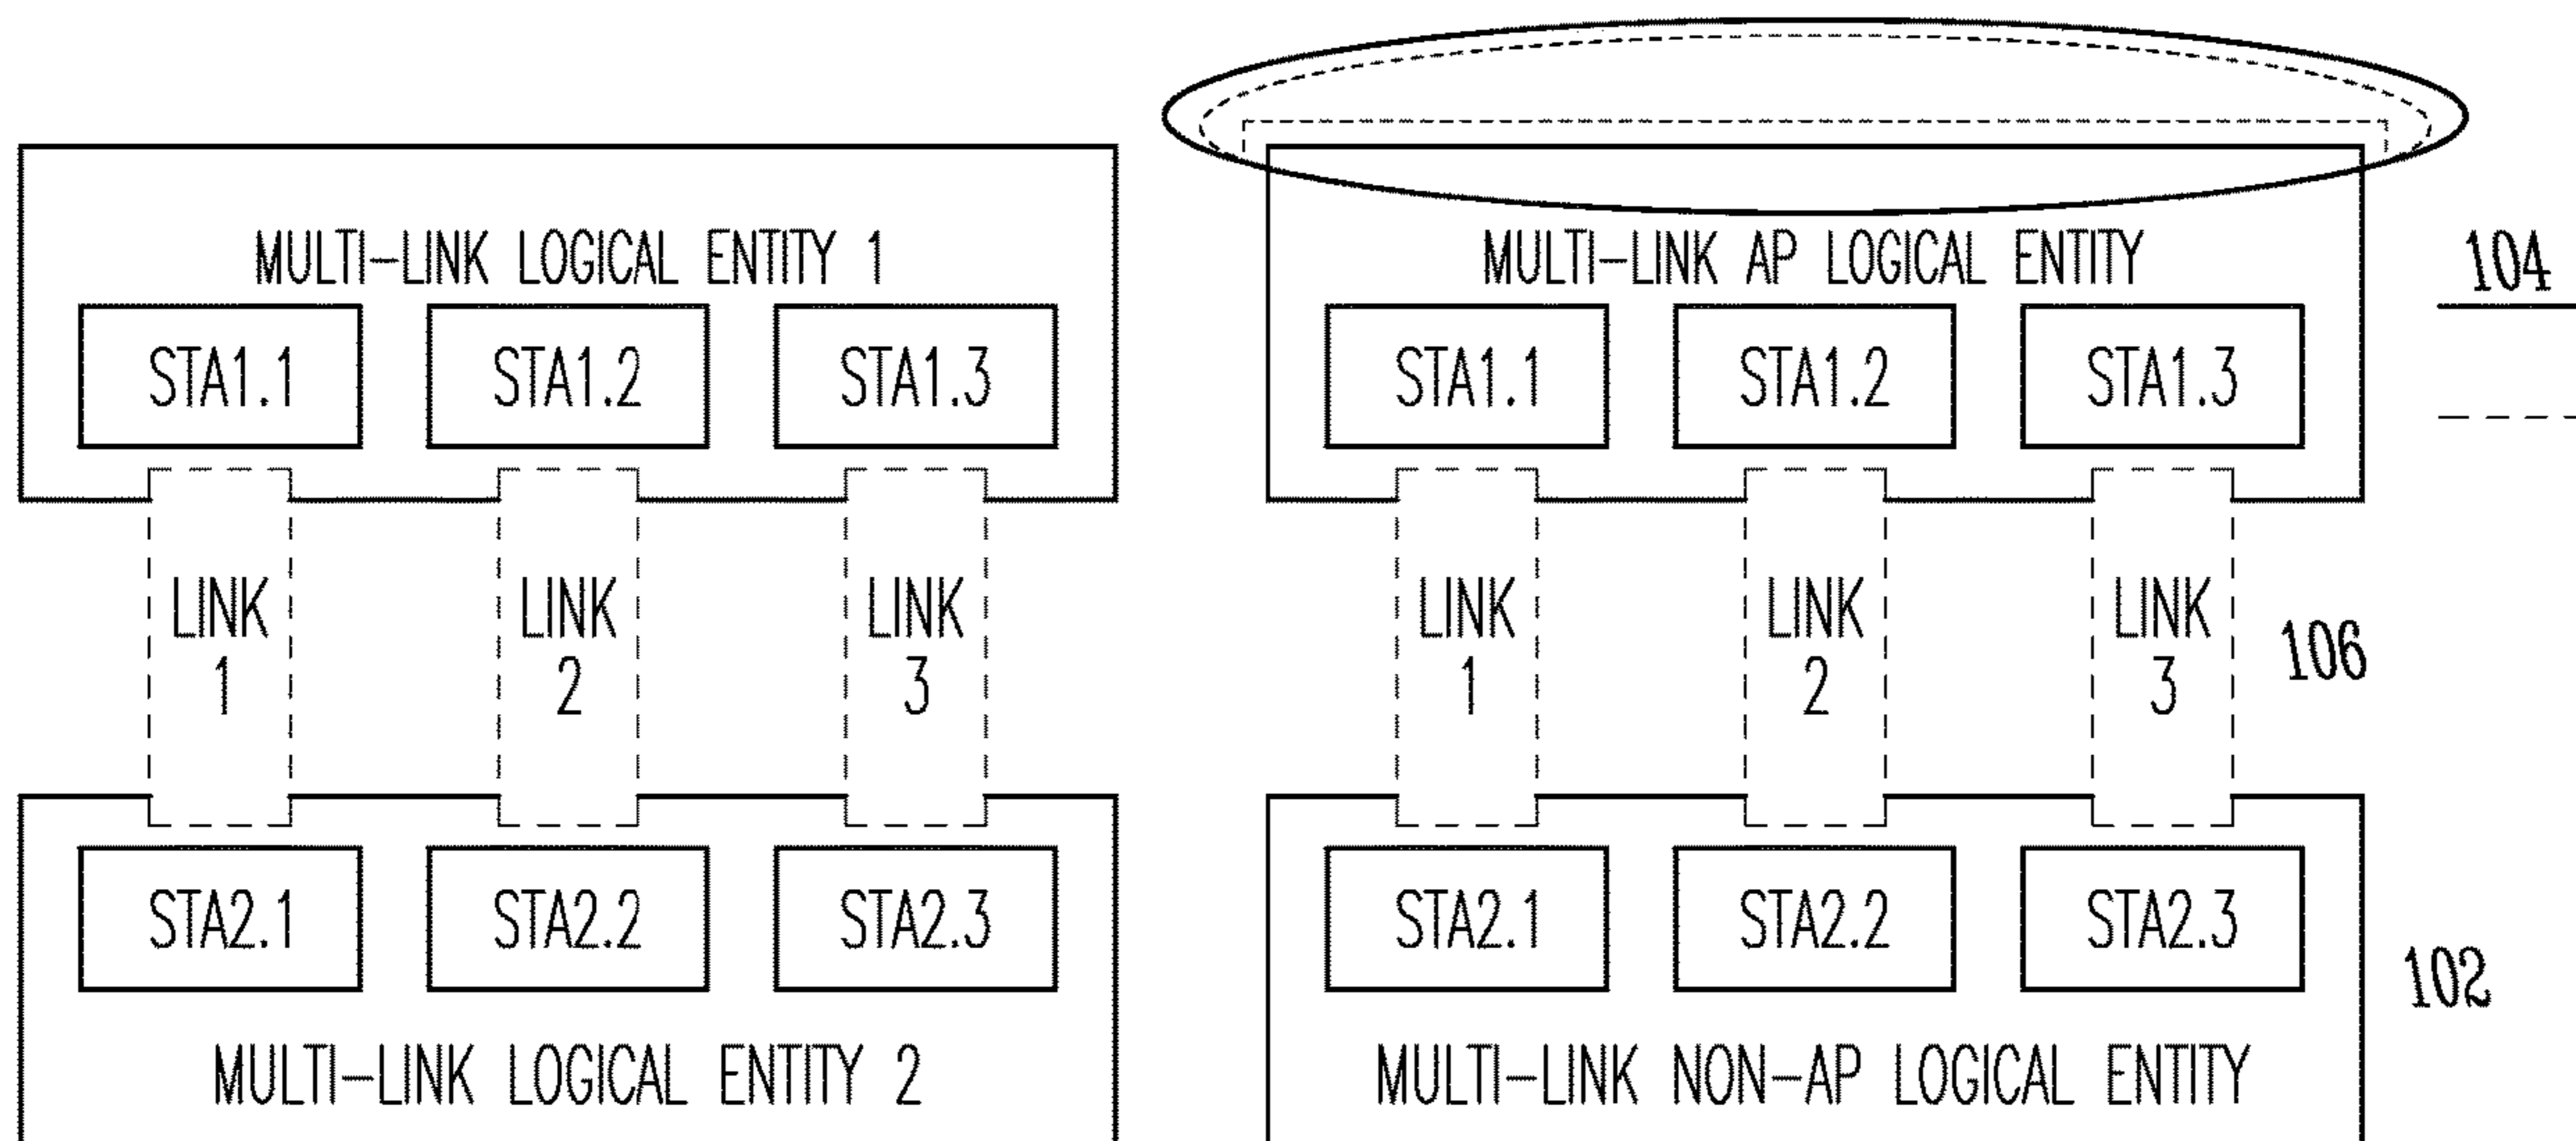 MULTI-LINK LOGICAL ENTITY 1
STA1.1 STA1.2 STA1.3
LINK 1
LINK 2
LINK 3
STA2.1 STA2.2 STA2.3
MULTI-LINK LOGICAL ENTITY 2
MULTI-LINK AP LOGICAL ENTITY
104
STA1.1 STA1.2 STA1.3
LINK 1
LINK 2
LINK 3
106
STA2.1 STA2.2 STA2.3
102
MULTI-LINK NON-AP LOGICAL ENTITY